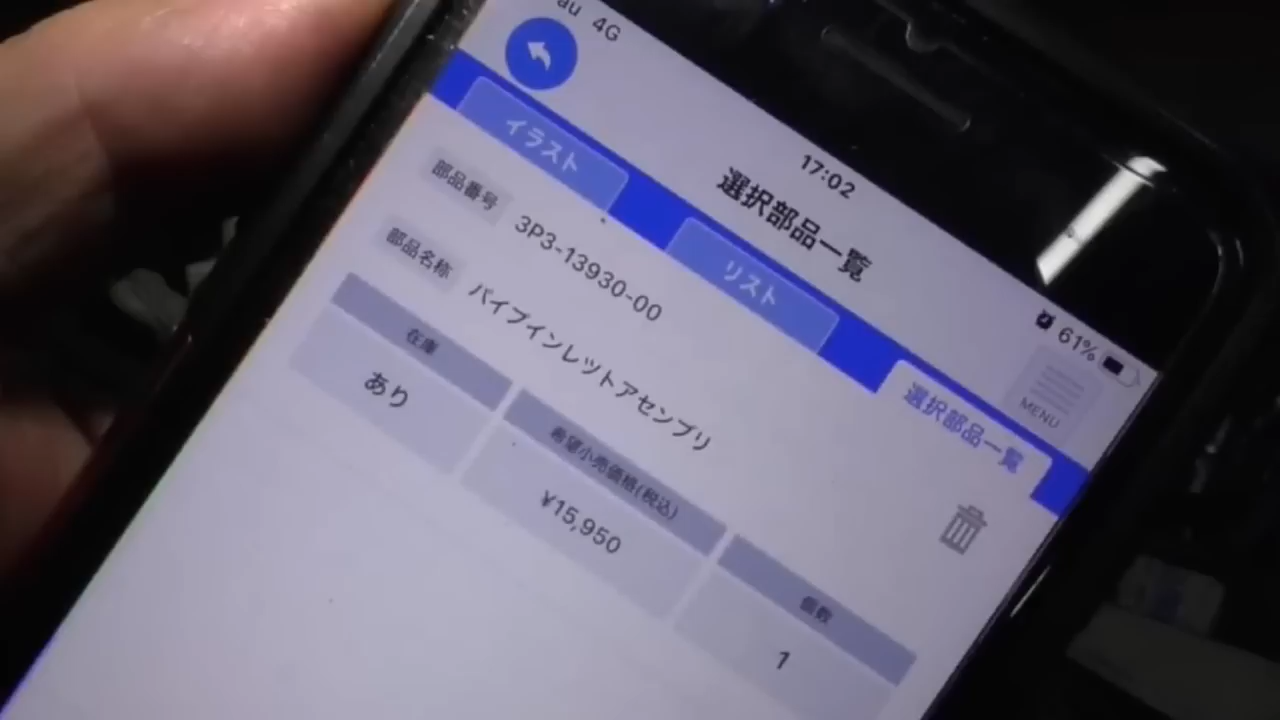 au 4G
17:02
61%
選択部品一覧
MENU
イラスト
リスト
選択部品一覧
部品番号 3P3-13930-00
部品名称 パイプインレットアセンブリ
在庫 希望小売価格(税込) 個数
あり ¥15,950 1